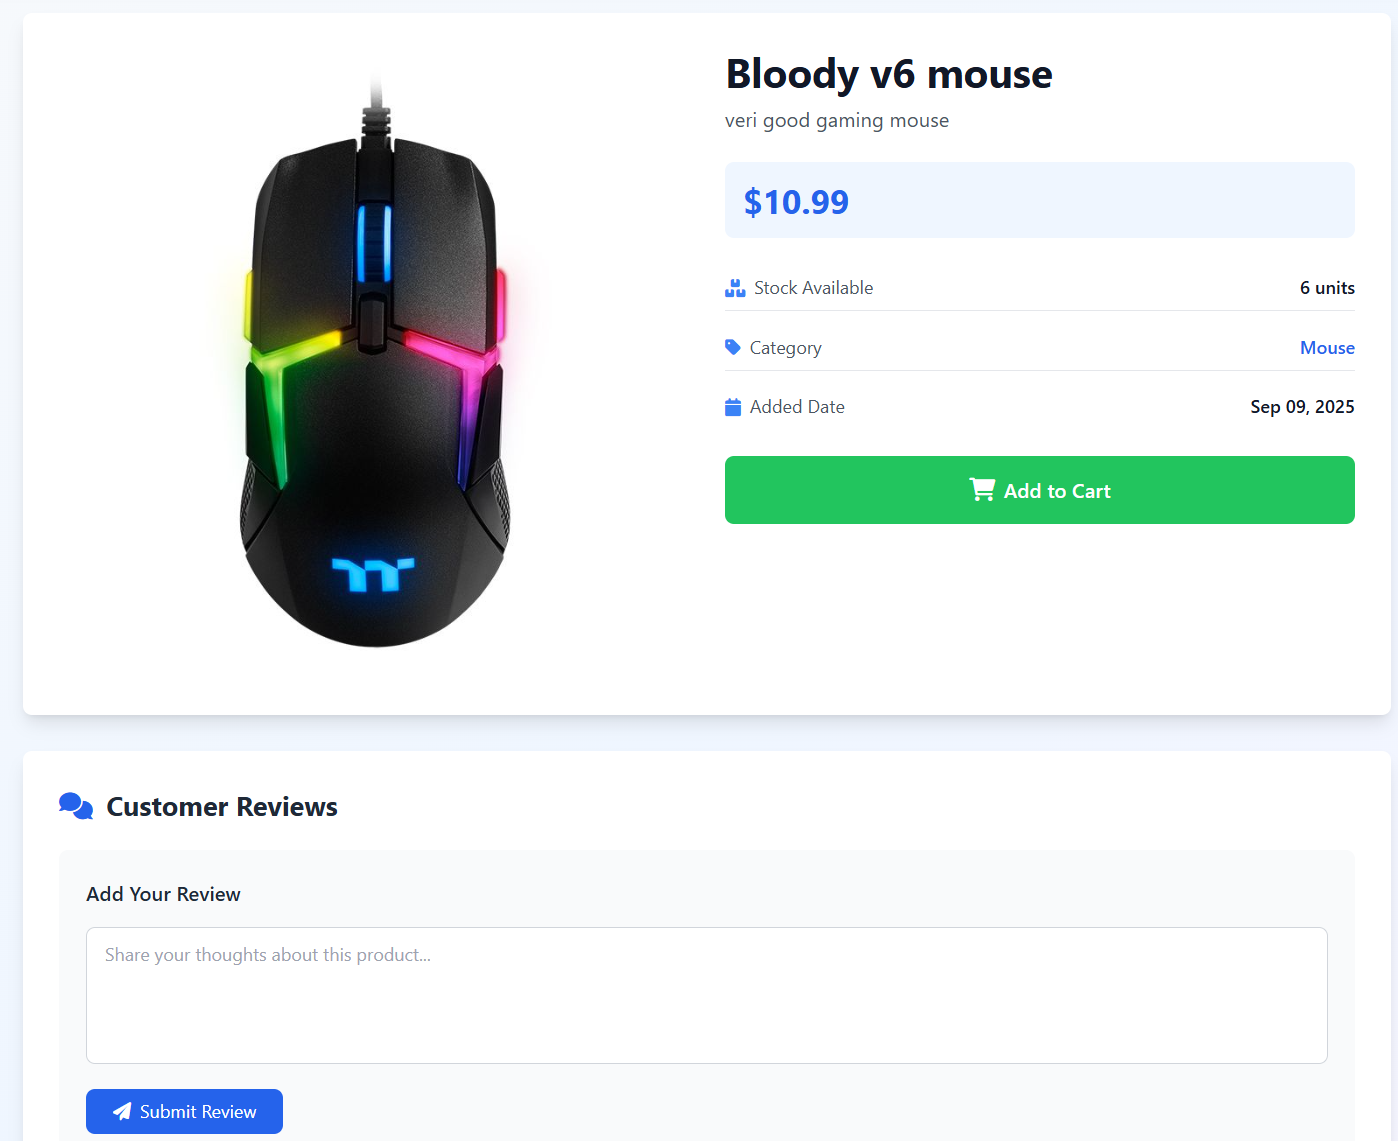 Bloody v6 mouse
veri good gaming mouse
$10.99
Stock Available 6 units
Category Mouse
Added Date Sep 09, 2025
Add to Cart
Customer Reviews
Add Your Review
Share your thoughts about this product...
Submit Review